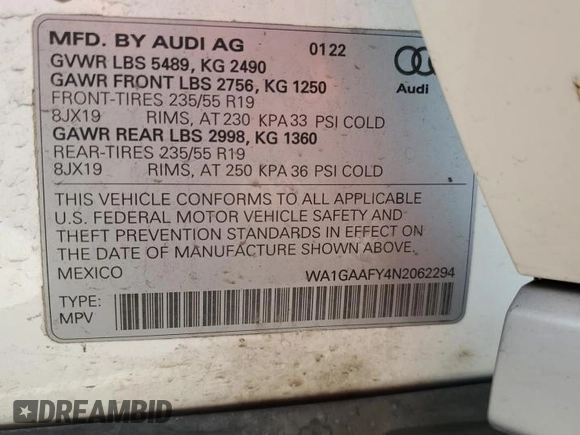 MFD. BY AUDI AG 01 22
GVWR LBS 5489, KG 2490
GAWR FRONT LBS 2756, KG 1250
Audi
FRONT-TIRES 235/55 R19
8JX19 RIMS, AT 230 KPA 33 PSI COLD
GAWR REAR LBS 2998, KG 1360
REAR-TIRES 235/55 R19
8JX19 RIMS, AT 250 KPA 36 PSI COLD
THIS VEHICLE CONFORMS TO ALL APPLICABLE
U.S. FEDERAL MOTOR VEHICLE SAFETY AND
THEFT PREVENTION STANDARDS IN EFFECT ON
THE DATE OF MANUFACTURE SHOWN ABOVE.
MEXICO WA1GAAFY4N2062294
TYPE:
MPV
DREAMBID